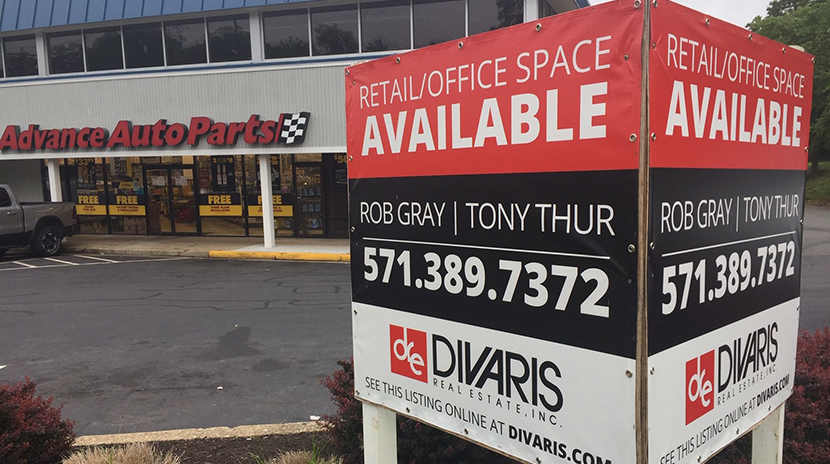 Advance Auto Parts
FREE
FREE
FREE
FREE
RETAIL/OFFICE SPACE
AVAILABLE
ROB GRAY | TONY THUR
571.389.7372
dre
DIVARIS
REAL ESTATE, INC.
SEE THIS LISTING ONLINE AT DIVARIS.COM
RETAIL/OFFICE SPACE
AVAILABLE
ROB GRAY | TONY THUR
571.389.7372
dre
DIVARIS
REAL ESTATE, INC.
SEE THIS LISTING ONLINE AT DIVARIS.COM